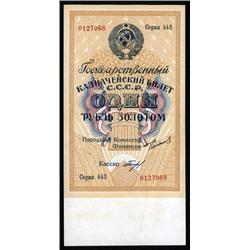 0127068 Серия 443
Государственный
КАЗНАЧЕЙСКИЙ БИЛЕТ
С.С.С.Р.
ОДИН
РУБЛЬ ЗОЛОТОМ
Народный Комиссар
Финансов
Кассир
Серия 443 0127068